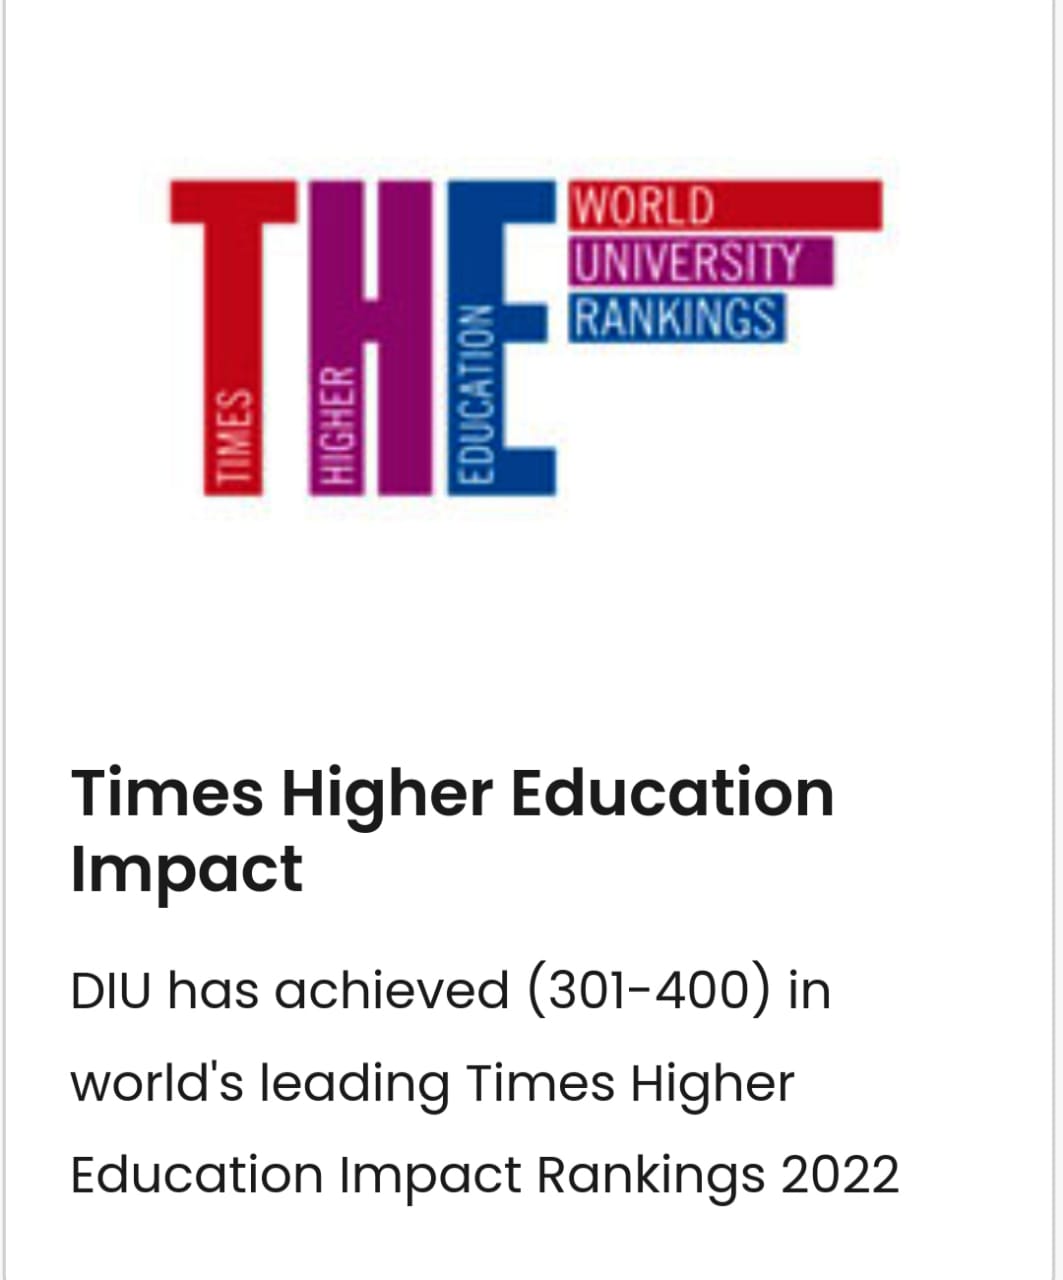 TIMES
HIGHER
EDUCATION
WORLD
UNIVERSITY
RANKINGS
Times Higher Education
Impact
DIU has achieved (301-400) in
world's leading Times Higher
Education Impact Rankings 2022